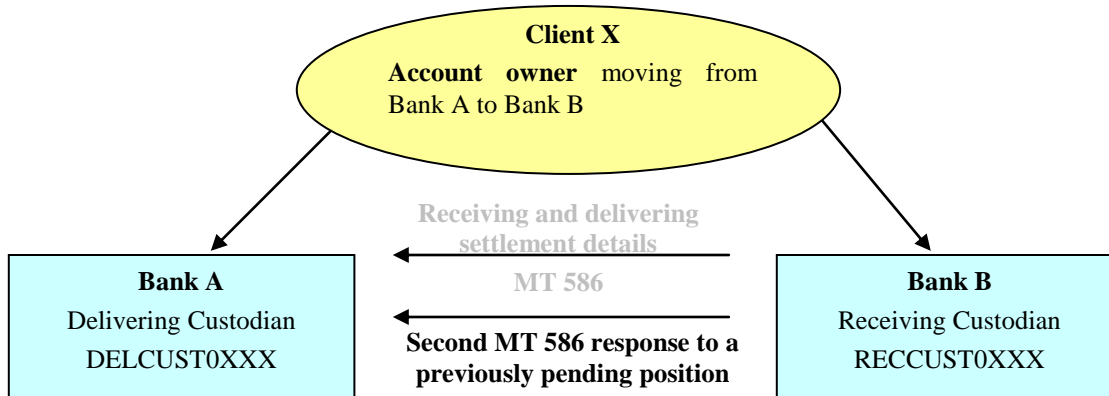 Client X
Account owner moving from
Bank A to Bank B
Receiving and delivering
settlement details
MT 586
Bank A
Delivering Custodian
DELCUST0XXX
Second MT 586 response to a
previously pending position
Bank B
Receiving Custodian
RECCUST0XXX